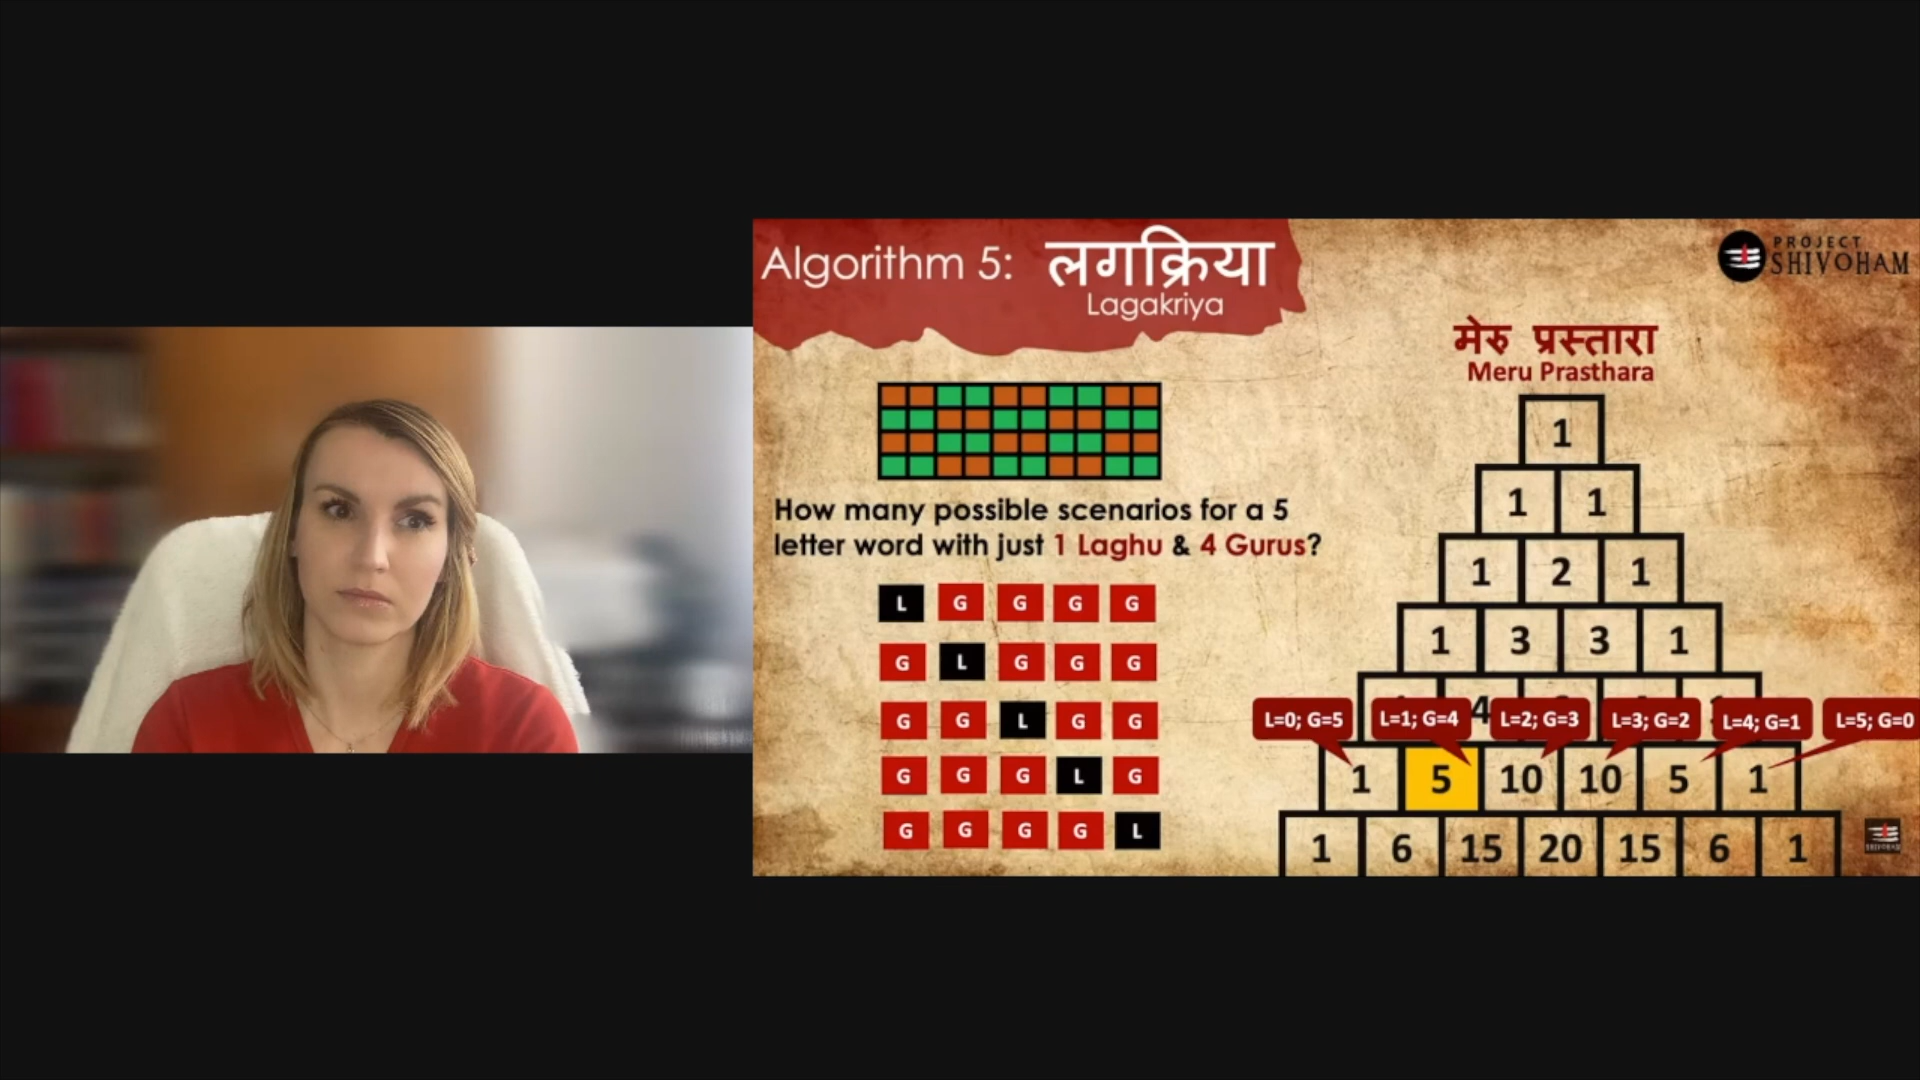 Algorithm 5: लगक्रिया
Lagakriya
PROJECT
SHIVOHAM
मेरु प्रस्तारा
Meru Prasthara
How many possible scenarios for a 5
letter word with just 1 Laghu & 4 Gurus?
L G G G G
G L G G G
G G L G G
G G G L G
G G G G L
1
1 1
1 2 1
1 3 3 1
4
L=0; G=5 L=1; G=4 L=2; G=3 L=3; G=2 L=4; G=1 L=5; G=0
1 5 10 10 5 1
1 6 15 20 15 6 1
SHIVOHAM